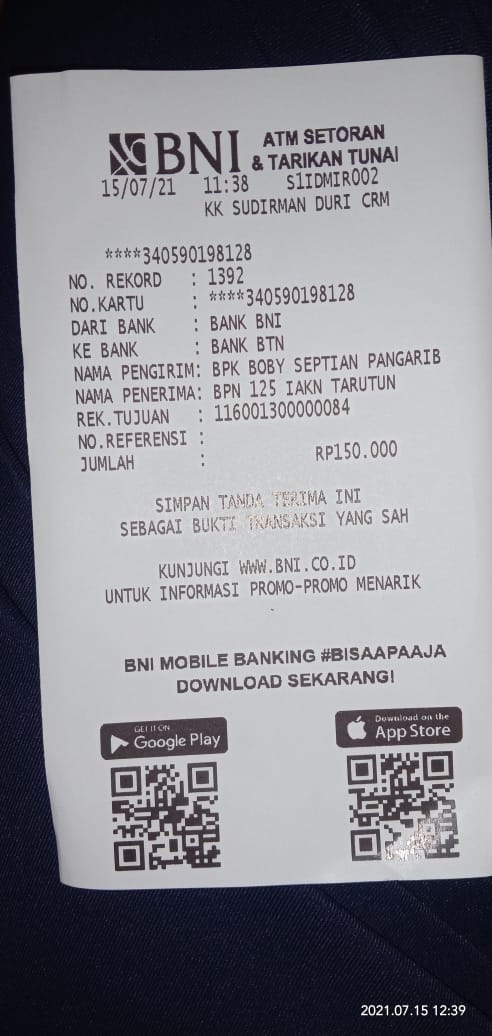 BNI ATM SETORAN
& TARIKAN TUNAI
15/07/21 11:38 S1IDMIR002
KK SUDIRMAN DURI CRM
****340590198128
NO. REKORD : 1392
NO.KARTU : ****340590198128
DARI BANK : BANK BNI
KE BANK : BANK BTN
NAMA PENGIRIM: BPK BOBY SEPTIAN PANGARIB
NAMA PENERIMA: BPN 125 IAKN TARUTUN
REK.TUJUAN : 116001300000084
NO.REFERENSI :
JUMLAH : RP150.000
SIMPAN TANDA TERIMA INI
SEBAGAI BUKTI TRANSAKSI YANG SAH
KUNJUNGI WWW.BNI.CO.ID
UNTUK INFORMASI PROMO-PROMO MENARIK
BNI MOBILE BANKING #BISAAPAAJA
DOWNLOAD SEKARANG!
GET IT ON
Google Play
Download on the
App Store
2021.07.15 12:39